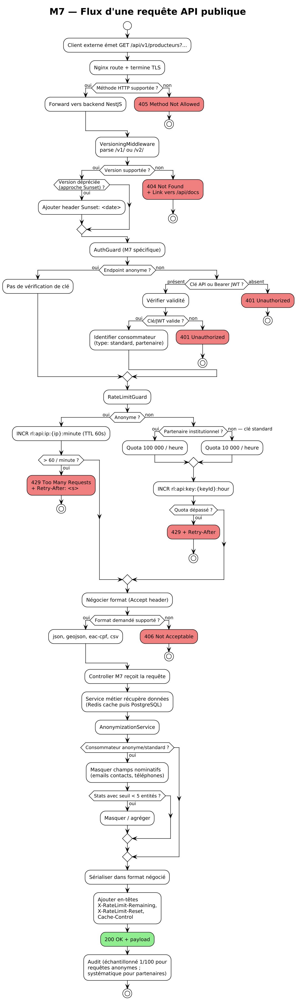 M7 — Flux d'une requête API publique
Client externe émet GET /api/v1/producteurs?...
Nginx route + termine TLS
oui
Méthode HTTP supportée ?
non
Forward vers backend NestJS
405 Method Not Allowed
VersioningMiddleware
parse /v1/ ou /v2/
oui
Version supportée ?
non
Version dépréciée
(approche Sunset) ?
oui
404 Not Found
+ Link vers /api/docs
Ajouter header Sunset: <date>
AuthGuard (M7 spécifique)
oui
Endpoint anonyme ?
non
Pas de vérification de clé
présent
Clé API ou Bearer JWT ?
absent
Vérifier validité
401 Unauthorized
oui
Clé/JWT valide ?
non
Identifier consommateur
(type: standard, partenaire)
401 Unauthorized
RateLimitGuard
oui
Anonyme ?
non
INCR rl:api:ip:{ip}:minute (TTL 60s)
oui
Partenaire institutionnel ?
non — clé standard
Quota 100 000 / heure
Quota 10 000 / heure
> 60 / minute ?
oui
429 Too Many Requests
+ Retry-After: <s>
INCR rl:api:key:{keyId}:hour
Quota dépassé ?
oui
429 + Retry-After
Négocier format (Accept header)
oui
Format demandé supporté ?
non
json, geojson, eac-cpf, csv
406 Not Acceptable
Controller M7 reçoit la requête
Service métier récupère données
(Redis cache puis PostgreSQL)
AnonymizationService
Consommateur anonyme/standard ?
oui
Masquer champs nominatifs
(emails contacts, téléphones)
Stats avec seuil < 5 entités ?
oui
Masquer / agréger
Sérialiser dans format négocié
Ajouter en-têtes
X-RateLimit-Remaining,
X-RateLimit-Reset,
Cache-Control
200 OK + payload
Audit (échantillonné 1/100 pour
requêtes anonymes ;
systématique pour partenaires)